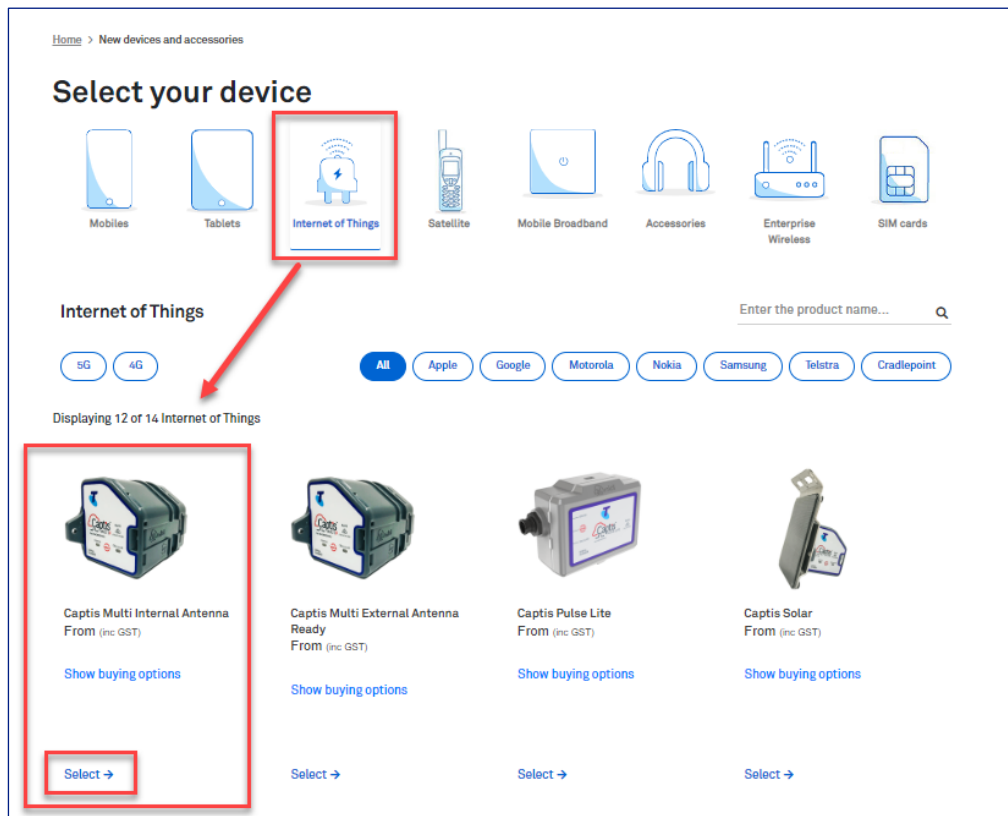 Home > New devices and accessories
Select your device
Mobiles
Tablets
Internet of Things
Satellite
Mobile Broadband
Accessories
Enterprise
Wireless
SIM cards
Internet of Things
Enter the product name...
5G
4G
All
Apple
Google
Motorola
Nokia
Samsung
Telstra
Cradlepoint
Displaying 12 of 14 Internet of Things
Captis
Captis
Captis
Captis
Captis Multi Internal Antenna
From (inc GST)
Show buying options
Select →
Captis Multi External Antenna
Ready
From (inc GST)
Show buying options
Select →
Captis Pulse Lite
From (inc GST)
Show buying options
Select →
Captis Solar
From (inc GST)
Show buying options
Select →